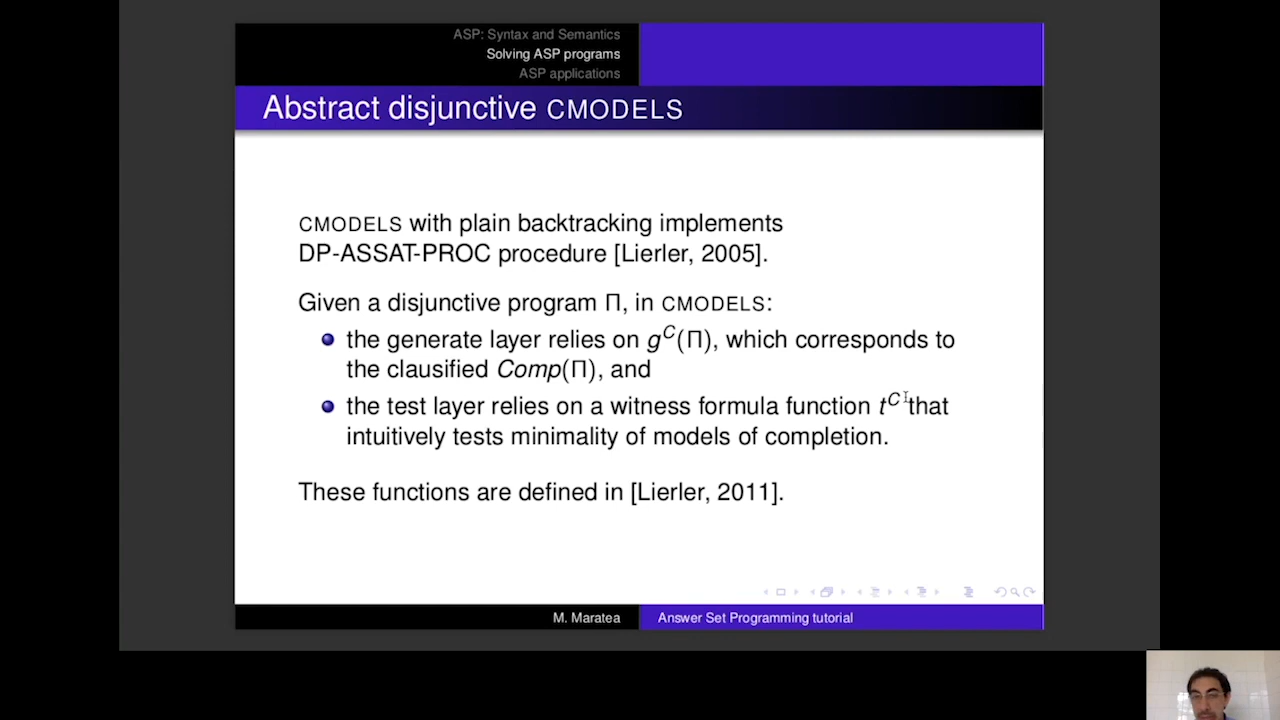 ASP: Syntax and Semantics
Solving ASP programs
ASP applications
Abstract disjunctive CMODELS
CMODELS with plain backtracking implements
DP-ASSAT-PROC procedure [Lierler, 2005].
Given a disjunctive program Π, in CMODELS:
the generate layer relies on g^C(Π), which corresponds to
the clausified Comp(Π), and
the test layer relies on a witness formula function t^C that
intuitively tests minimality of models of completion.
These functions are defined in [Lierler, 2011].
M. Maratea
Answer Set Programming tutorial